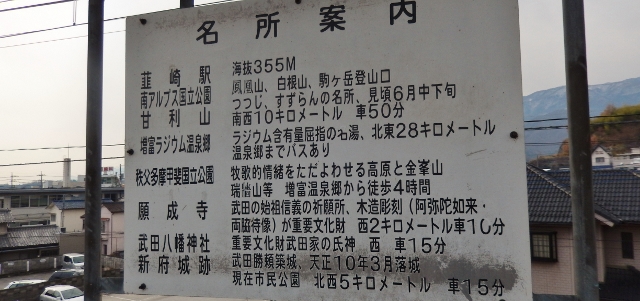 名所案内
韮崎駅 海抜355M
南アルプス国立公園 鳳凰山、白根山、駒ヶ岳登山口
甘利山 つつじ、すずらんの名所、見頃6月中下旬
南西10キロメートル 車50分
増富ラジウム温泉郷 ラジウム含有量屈指の名湯、北東28キロメートル
温泉郷までバスあり
秩父多摩甲斐国立公園 牧歌的情緒をただよわせる高原と金峯山
瑞牆山等 増富温泉郷から徒歩4時間
願成寺 武田の始祖信義の祈願所、木造彫刻（阿弥陀如来・
両脇待像）が重要文化財 西2キロメートル車10分
武田八幡神社 重要文化財武田家の氏神 西 車15分
新府城跡 武田勝頼築城、天正10年3月落城
現在市民公園 北西5キロメートル 車15分